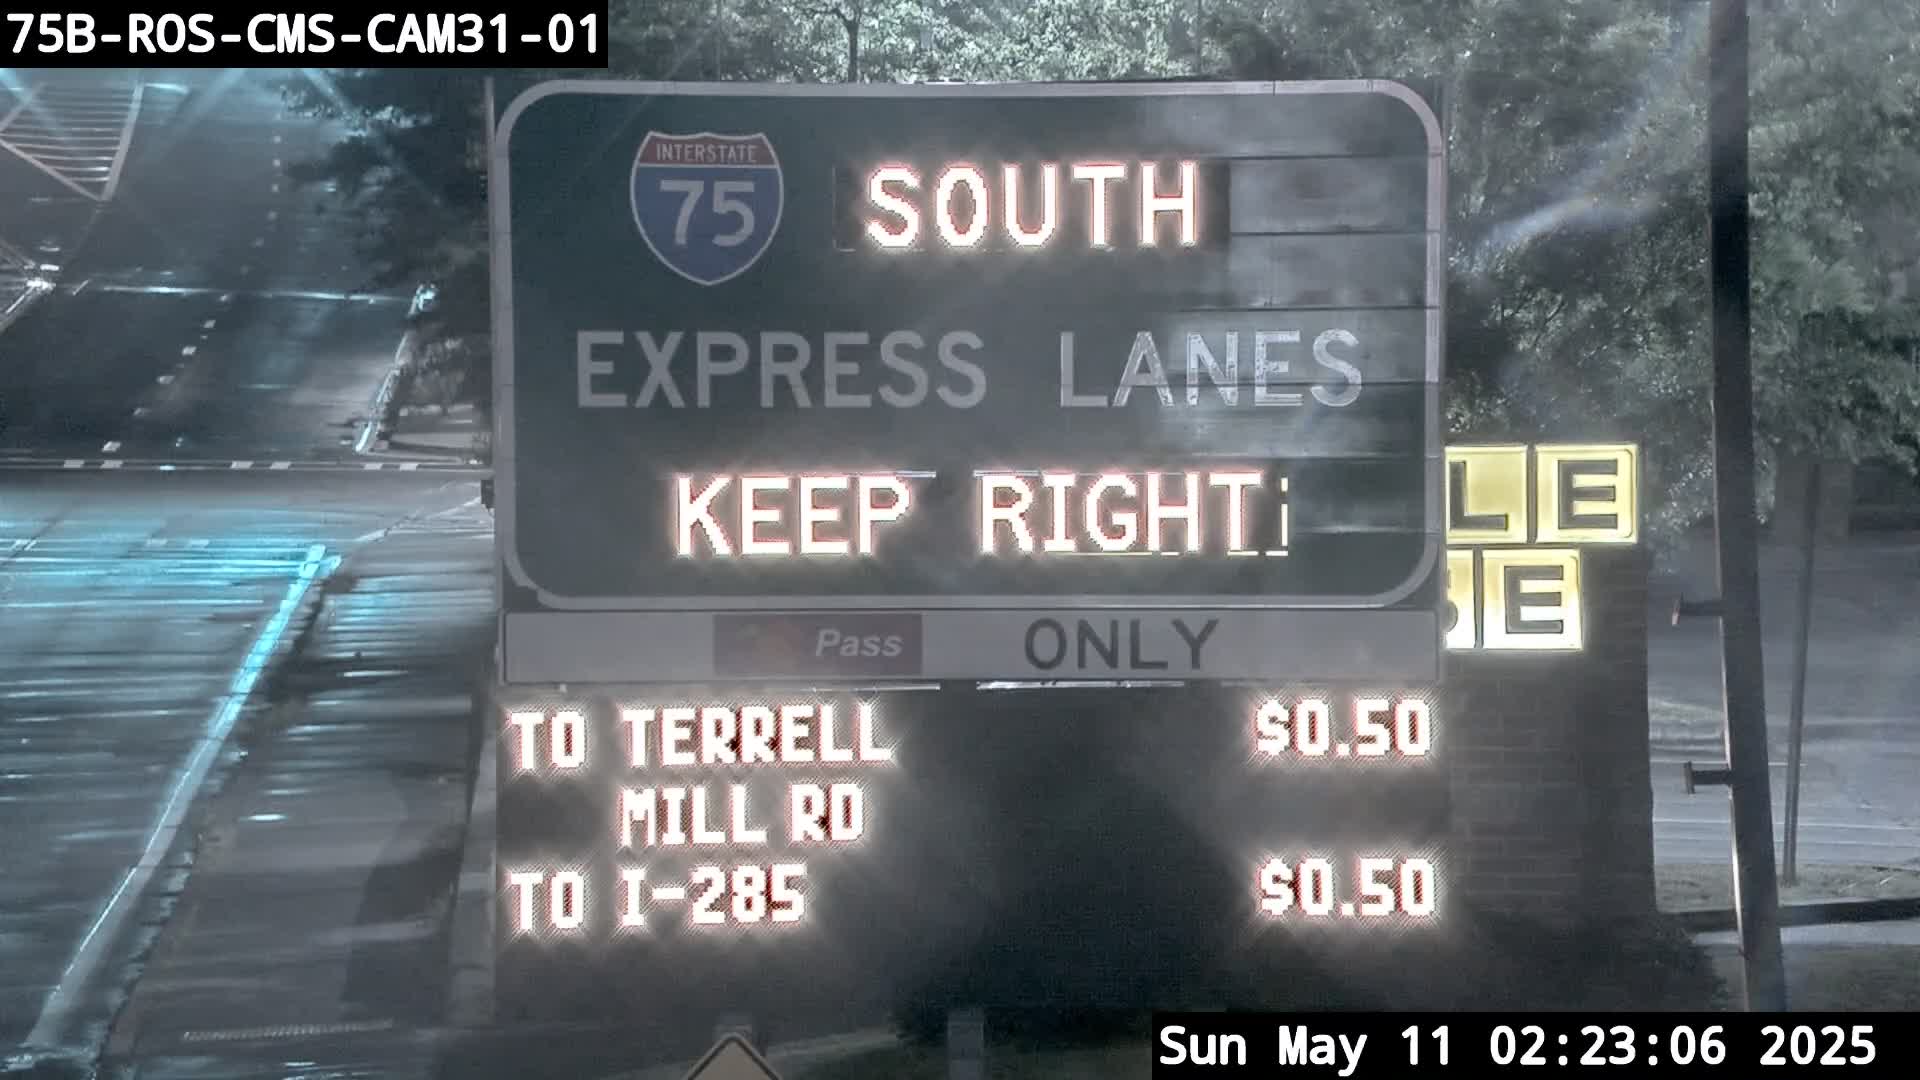 75B-ROS-CMS-CAM31-01
INTERSTATE
75
SOUTH
EXPRESS LANES
KEEP RIGHT
LE
E
Pass ONLY
TO TERRELL $0.50
MILL RD
TO I-285 $0.50
Sun May 11 02:23:06 2025